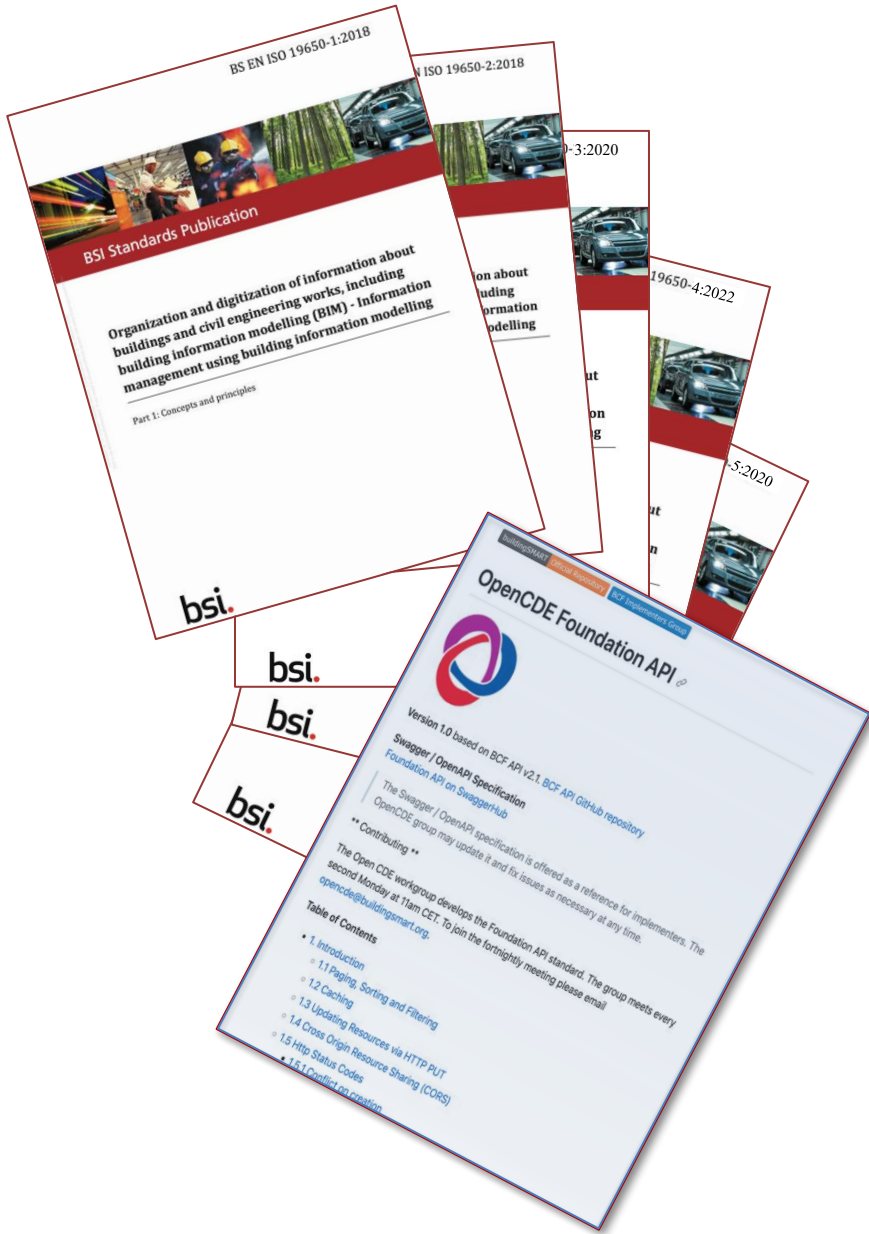 BS EN ISO 19650-1:2018
BSI Standards Publication
Organization and digitization of information about
buildings and civil engineering works, including
building information modelling (BIM) - Information
management using building information modelling
Part 1: Concepts and principles
bsi.
N ISO 19650-2:2018
ion about
luding
ormation
odelling
bsi.
0-3:2020
ut
on
g
bsi.
19650-4:2022
ut
n
bsi.
-5:2020
buildingSMART Official Repository BCF Implementers Group
OpenCDE Foundation API
Version 1.0 based on BCF API v2.1. BCF API GitHub repository
Swagger / OpenAPI Specification
Foundation API on SwaggerHub
The Swagger / OpenAPI specification is offered as a reference for implementers. The
OpenCDE group may update it and fix issues as necessary at any time.
** Contributing **
The Open CDE workgroup develops the Foundation API standard. The group meets every
second Monday at 11am CET. To join the fortnightly meeting please email
opencde@buildingsmart.org.
Table of Contents
• 1. Introduction
○ 1.1 Paging, Sorting and Filtering
○ 1.2 Caching
○ 1.3 Updating Resources via HTTP PUT
○ 1.4 Cross Origin Resource Sharing (CORS)
○ 1.5 Http Status Codes
▪ 1.5.1 Conflict on creation